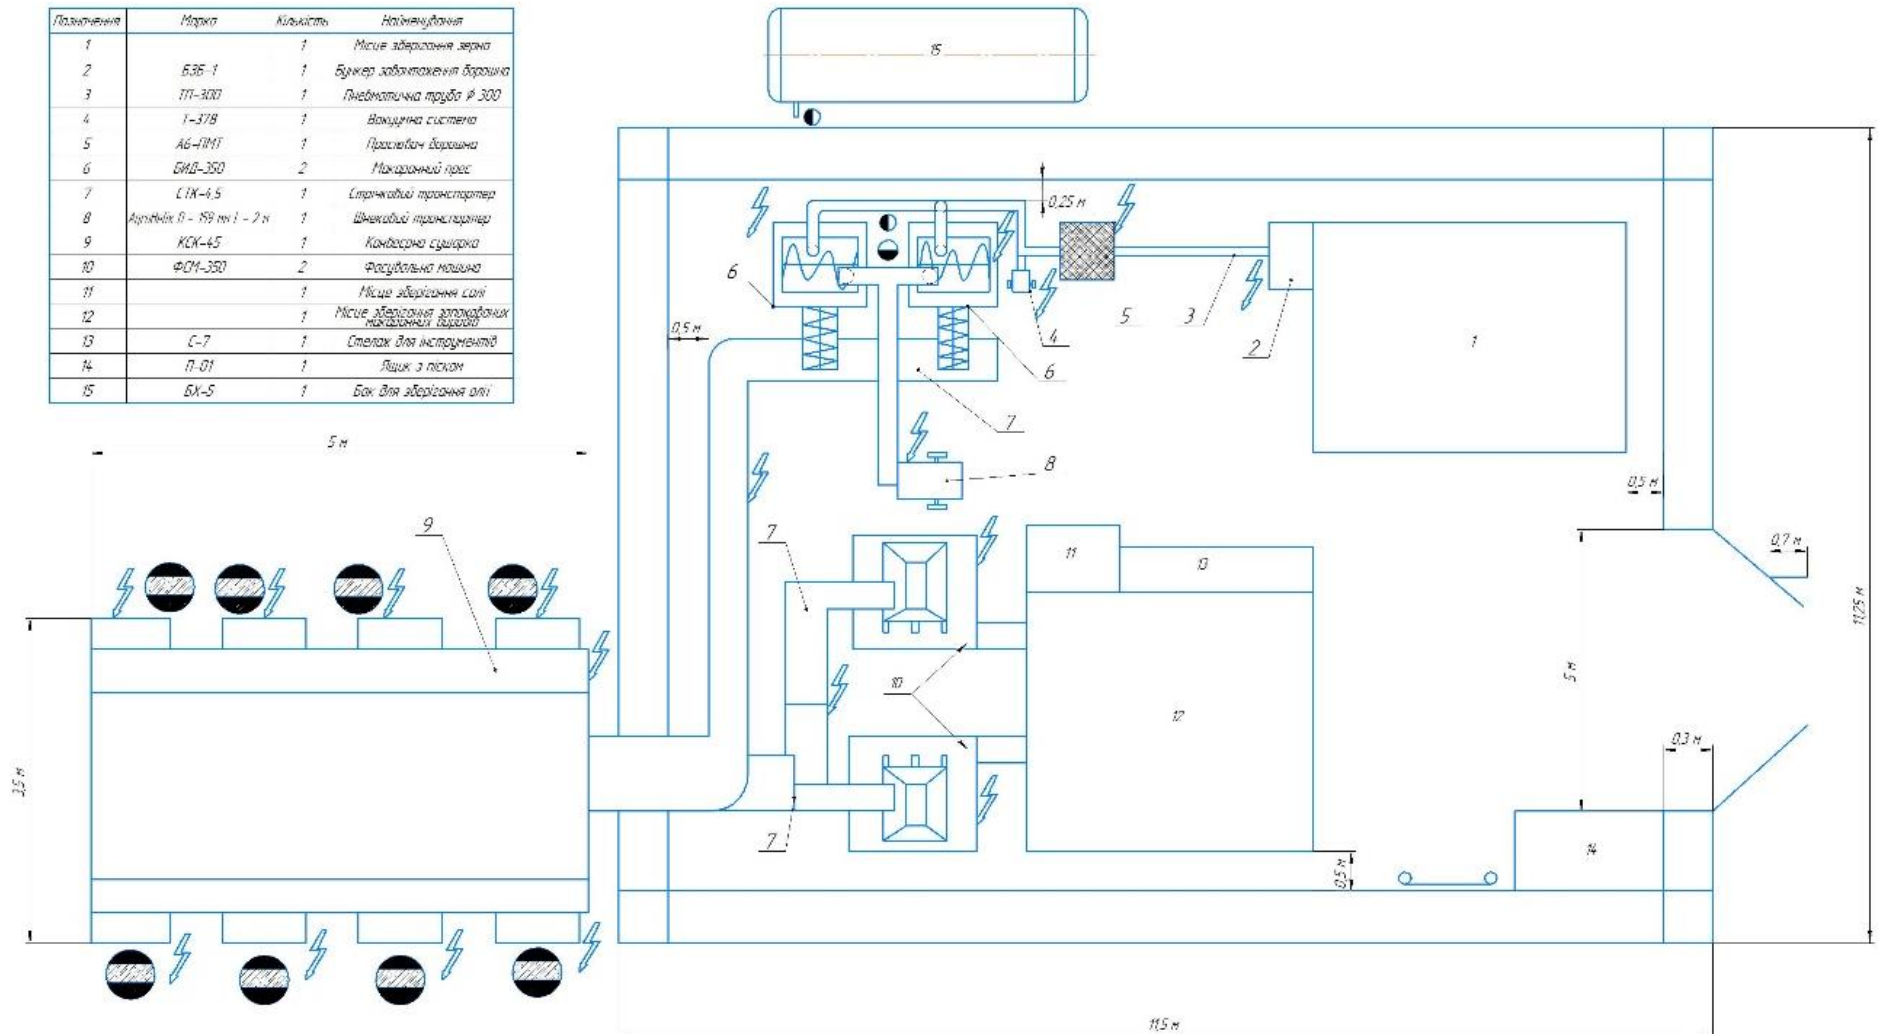 Позначення Марка Кількість Найменування
1 1 Місце зберігання зерна
2 БЗБ-1 1 Бункер завантаження борошна
3 ТП-300 1 Пневматична труба ∅ 300
4 Т-378 1 Вакуумна система
5 А6-ПМТ 1 Просіювач борошна
6 БИД-350 2 Макаронний прес
7 СТК-4,5 1 Стрічковий транспортер
8 AgroHelix D - 159 мм L - 2 м 1 Шнековий транспортер
9 КСК-45 1 Конвеєрна сушарка
10 ФСМ-350 2 Фасувальна машина
11 1 Місце зберігання солі
12 1 Місце зберігання запакованих макаронних виробів
13 С-7 1 Стелаж для інструментів
14 П-01 1 Ящик з піском
15 БХ-5 1 Бак для зберігання олії
15
0,25 м
6
0,5 м
4
5
3
2
1
6
7
5 м
8
0,5 м
9
7
11
13
0,7 м
11,25 м
5 м
10
12
0,3 м
3,5 м
7
0,5 м
14
11,5 м